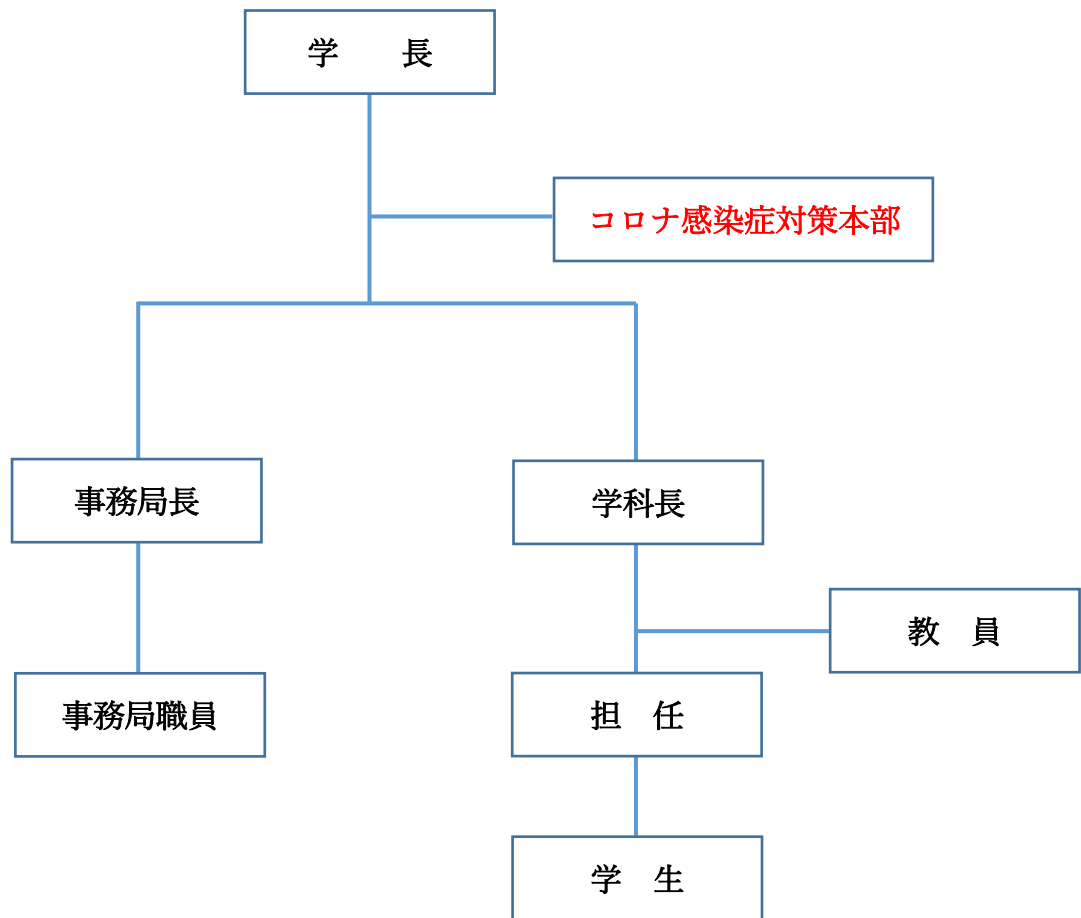 学　　長
コロナ感染症対策本部
事務局長
学科長
教　員
事務局職員
担　任
学　生